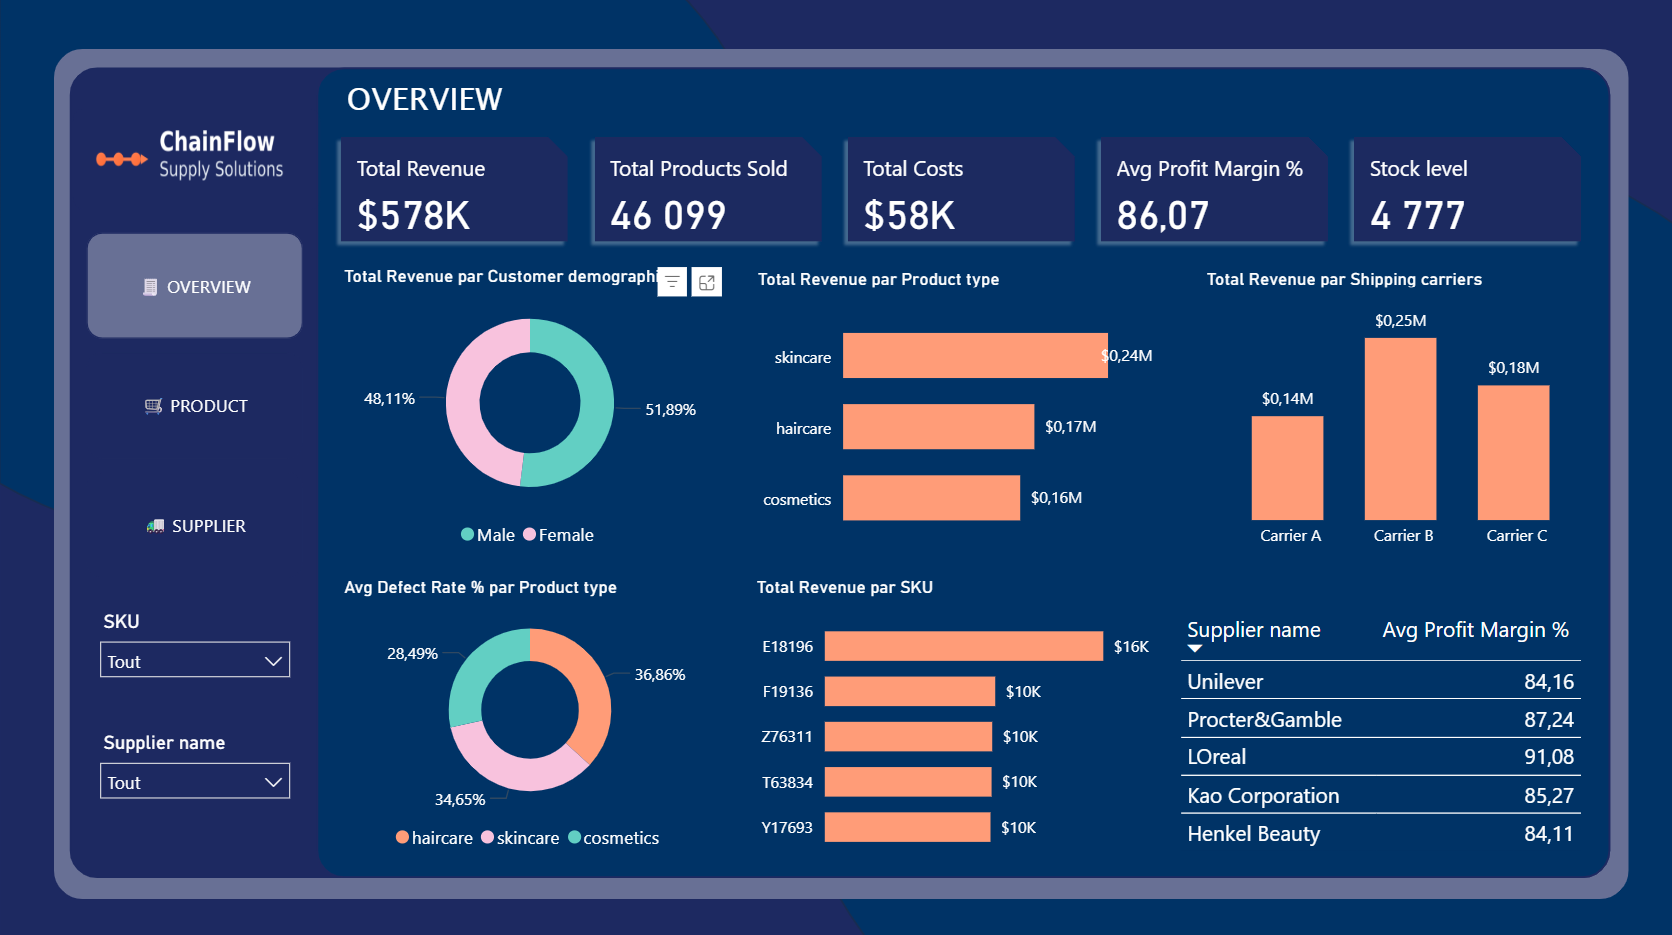 OVERVIEW
ChainFlow
Supply Solutions
OVERVIEW
PRODUCT
SUPPLIER
SKU
Tout
Supplier name
Tout
Total Revenue
$578K
Total Products Sold
46 099
Total Costs
$58K
Avg Profit Margin %
86,07
Stock level
4 777
Total Revenue par Customer demographi
48,11%
51,89%
Male Female
Total Revenue par Product type
skincare $0,24M
haircare $0,17M
cosmetics $0,16M
Total Revenue par Shipping carriers
$0,14M
$0,25M
$0,18M
Carrier A Carrier B Carrier C
Avg Defect Rate % par Product type
28,49%
36,86%
34,65%
haircare skincare cosmetics
Total Revenue par SKU
E18196 $16K
F19136 $10K
Z76311 $10K
T63834 $10K
Y17693 $10K
Supplier name Avg Profit Margin %
Unilever 84,16
Procter&Gamble 87,24
LOreal 91,08
Kao Corporation 85,27
Henkel Beauty 84,11